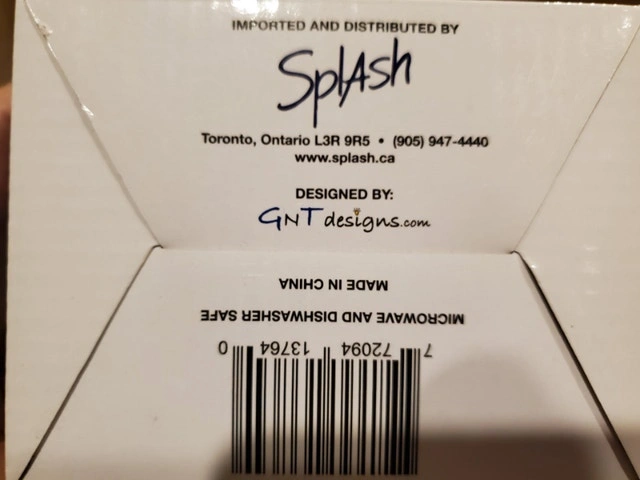 IMPORTED AND DISTRIBUTED BY
SplAsh
Toronto, Ontario L3R 9R5 • (905) 947-4440
www.splash.ca
DESIGNED BY:
GNT designs.com
MADE IN CHINA
MICROWAVE AND DISHWASHER SAFE
7 72094 13764 0